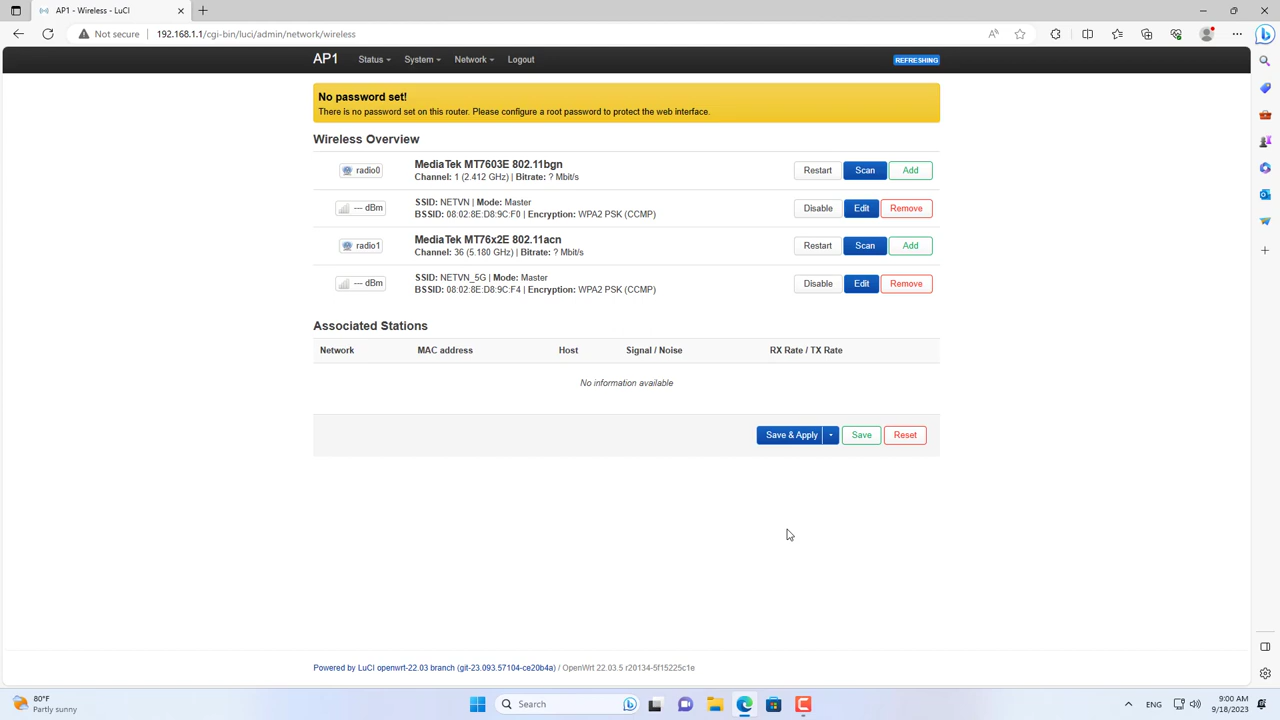 AP1 - Wireless - LuCI
Not secure 192.168.1.1/cgi-bin/luci/admin/network/wireless
AP1 Status System Network Logout REFRESHING
No password set!
There is no password set on this router. Please configure a root password to protect the web interface.
Wireless Overview
radio0 MediaTek MT7603E 802.11bgn Restart Scan Add
Channel: 1 (2.412 GHz) | Bitrate: ? Mbit/s
--- dBm SSID: NETVN | Mode: Master Disable Edit Remove
BSSID: 08:02:8E:D8:9C:F0 | Encryption: WPA2 PSK (CCMP)
radio1 MediaTek MT76x2E 802.11acn Restart Scan Add
Channel: 36 (5.180 GHz) | Bitrate: ? Mbit/s
--- dBm SSID: NETVN_5G | Mode: Master Disable Edit Remove
BSSID: 08:02:8E:D8:9C:F4 | Encryption: WPA2 PSK (CCMP)
Associated Stations
Network MAC address Host Signal / Noise RX Rate / TX Rate
No information available
Save & Apply Save Reset
Powered by LuCI openwrt-22.03 branch (git-23.093.57104-ce20b4a) / OpenWrt 22.03.5 r20134-5f15225c1e
80°F
Partly sunny
Search
ENG
9:00 AM
9/18/2023